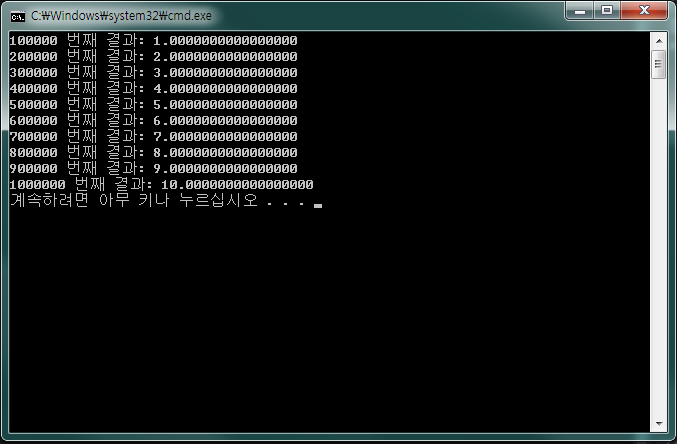 C:\Windows\system32\cmd.exe
100000 번째 결과: 1.0000000000000000
200000 번째 결과: 2.0000000000000000
300000 번째 결과: 3.0000000000000000
400000 번째 결과: 4.0000000000000000
500000 번째 결과: 5.0000000000000000
600000 번째 결과: 6.0000000000000000
700000 번째 결과: 7.0000000000000000
800000 번째 결과: 8.0000000000000000
900000 번째 결과: 9.0000000000000000
1000000 번째 결과: 10.0000000000000000
계속하려면 아무 키나 누르십시오 . . .